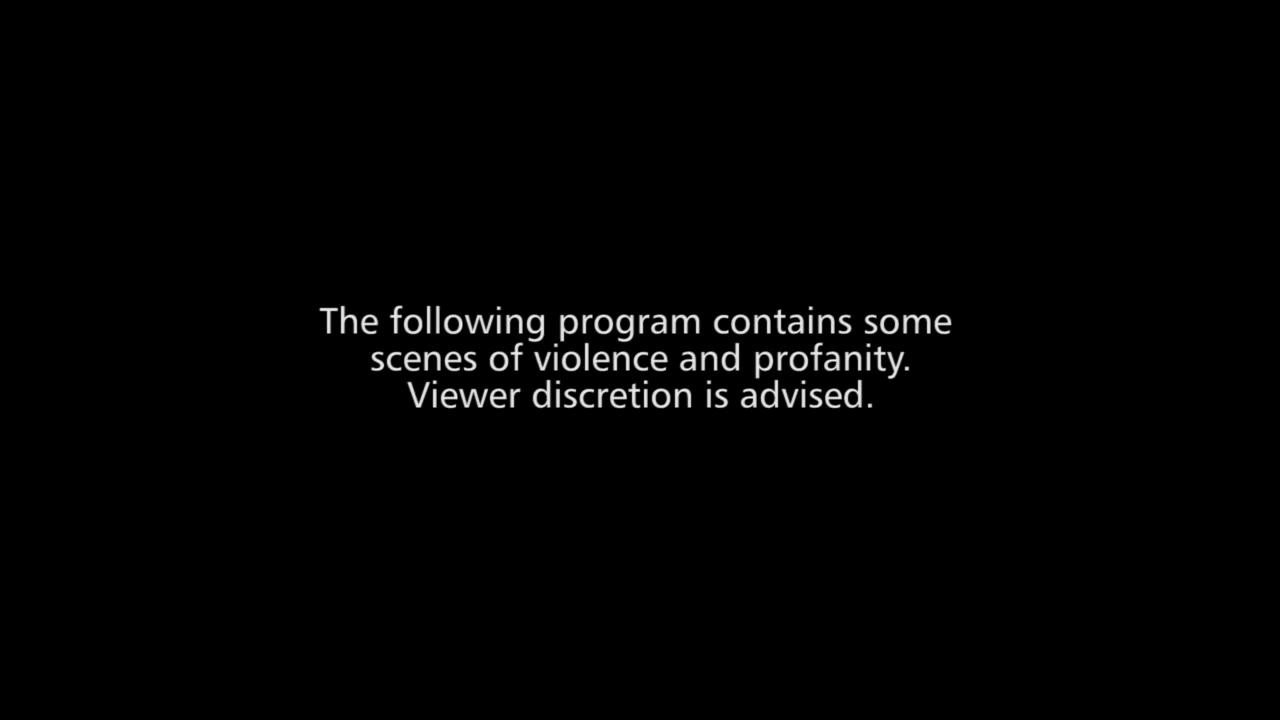 The following program contains some
scenes of violence and profanity.
Viewer discretion is advised.